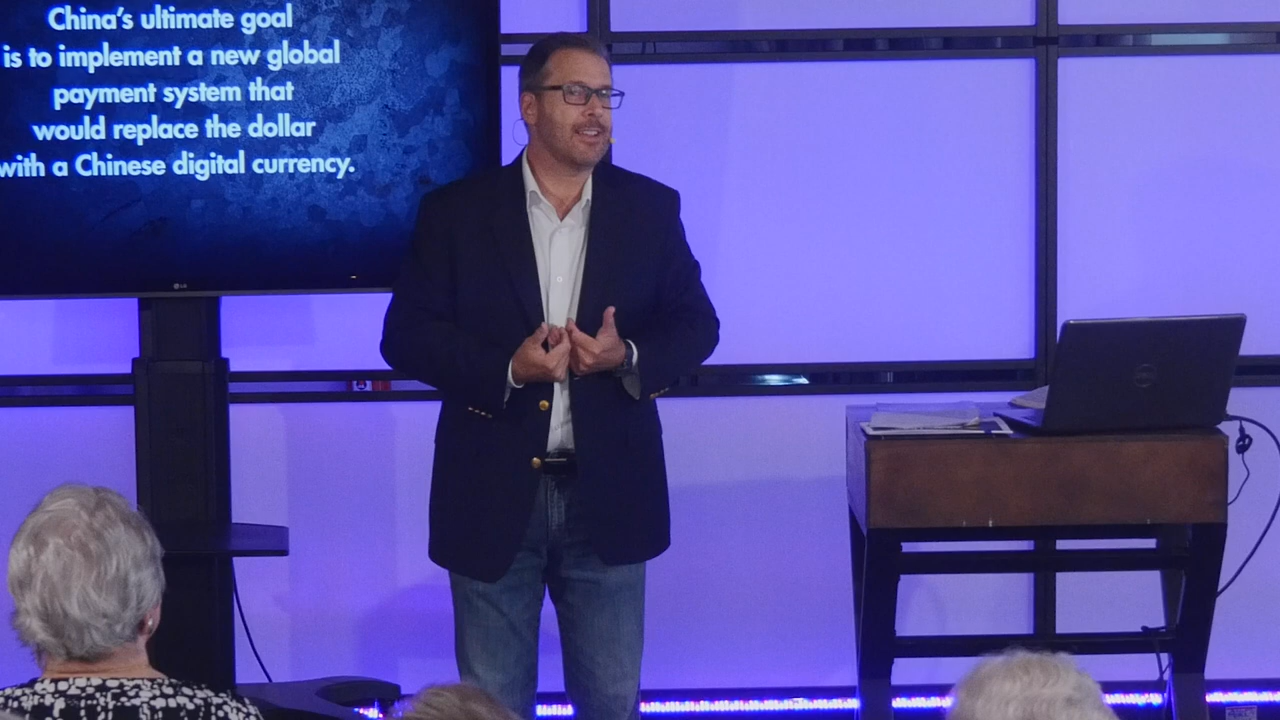 China's ultimate goal
is to implement a new global
payment system that
would replace the dollar
with a Chinese digital currency.
LG